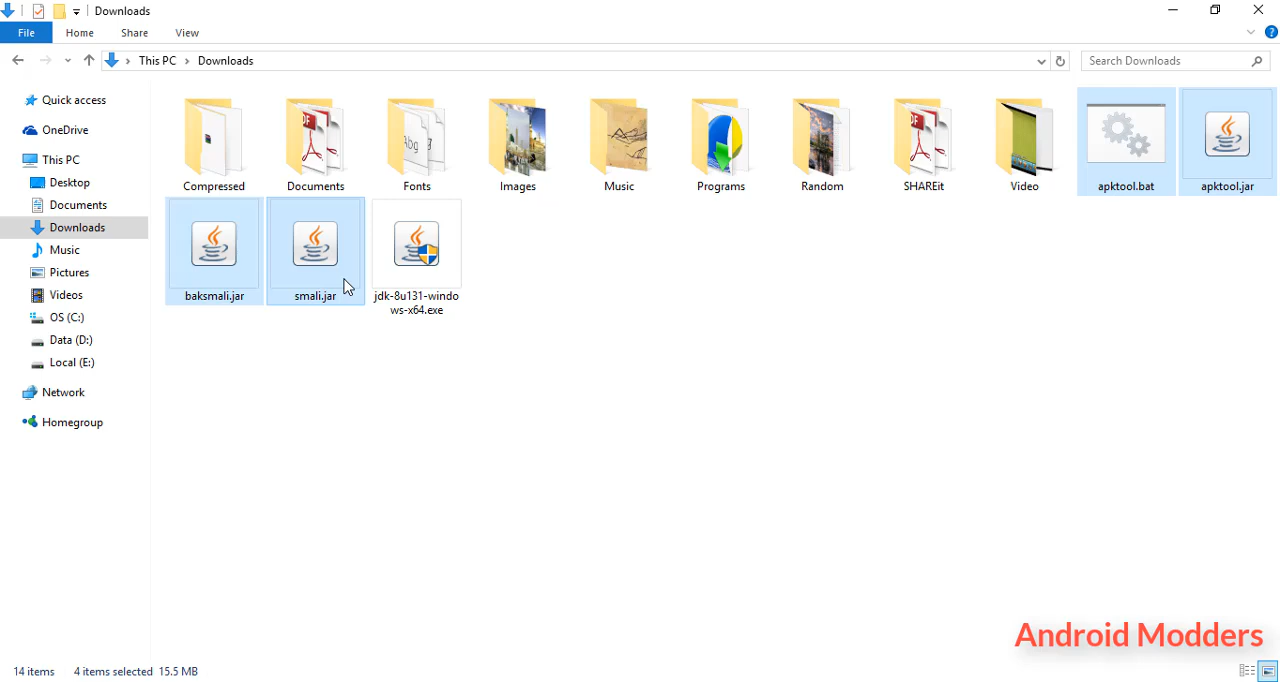 Downloads
File Home Share View
This PC Downloads
Search Downloads
Quick access
OneDrive
This PC
Desktop
Documents
Downloads
Music
Pictures
Videos
OS (C:)
Data (D:)
Local (E:)
Network
Homegroup
Compressed Documents Fonts Images Music Programs Random SHAREit Video apktool.bat apktool.jar
baksmali.jar smali.jar jdk-8u131-windo
ws-x64.exe
Android Modders
14 items 4 items selected 15.5 MB